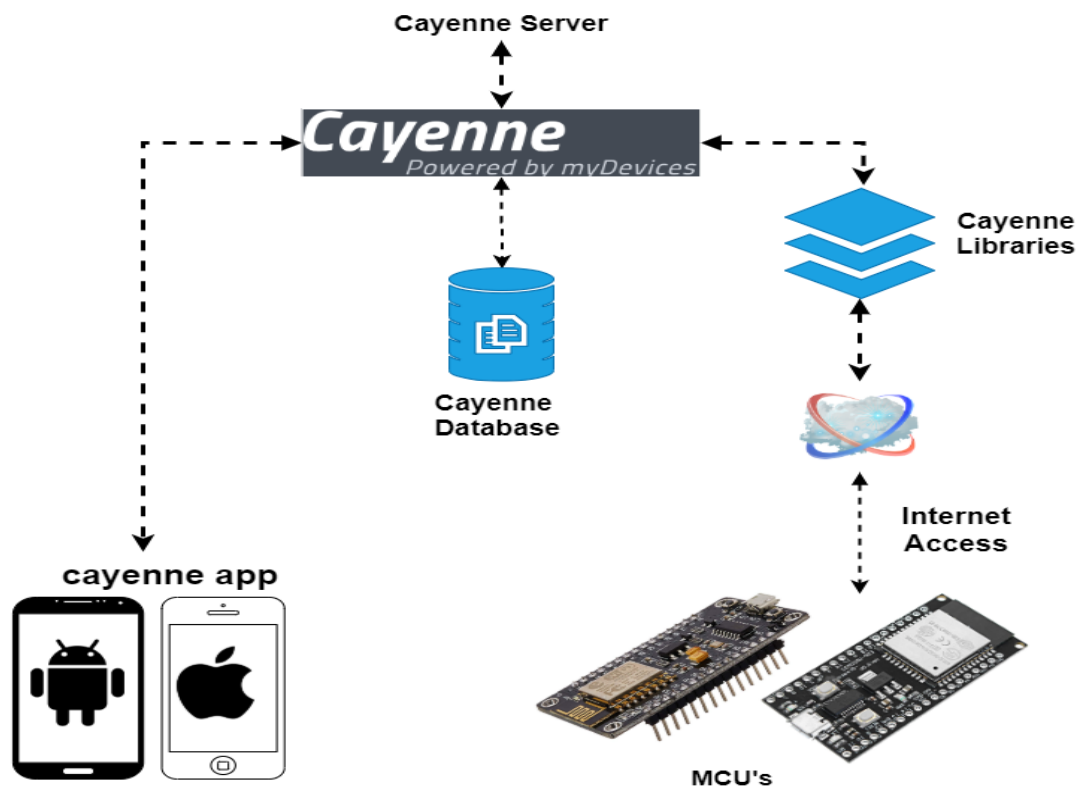 Cayenne Server
Cayenne
Powered by myDevices
Cayenne
Libraries
Cayenne
Database
Internet
Access
cayenne app
MCU's